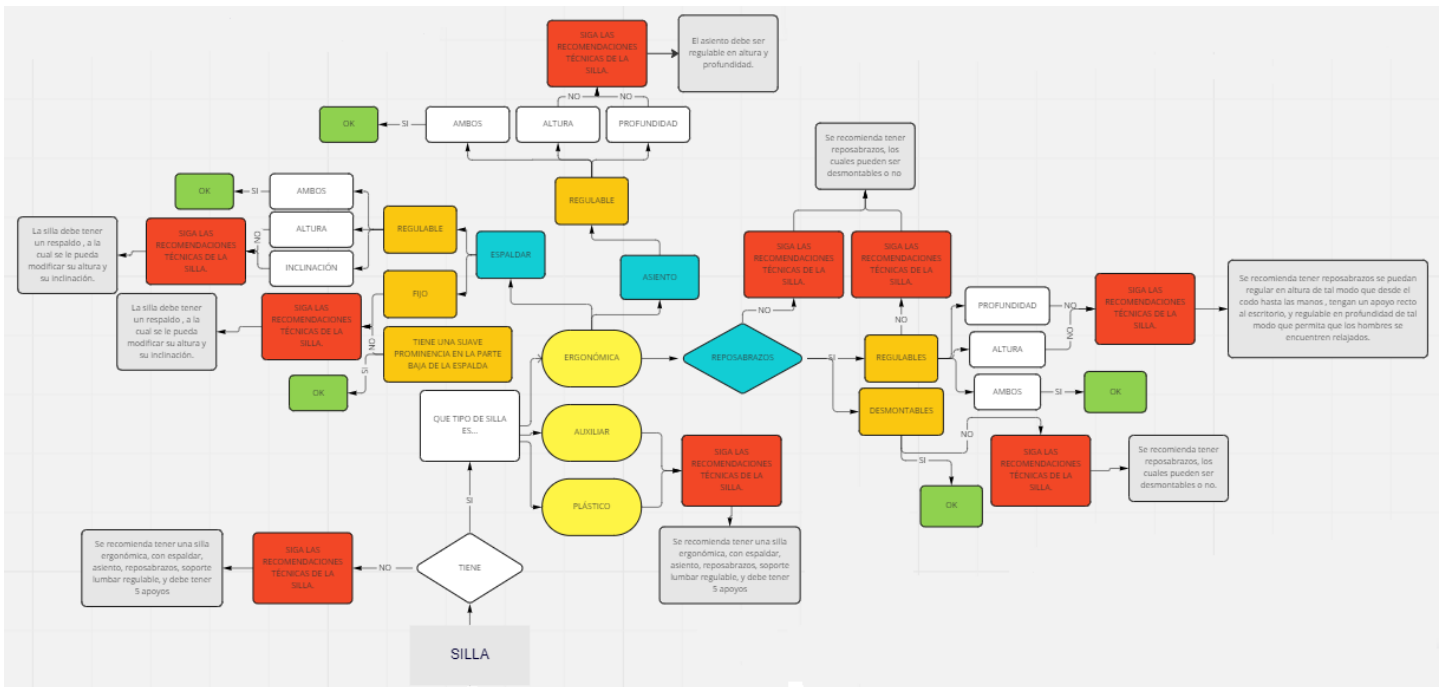 SIGA LAS
RECOMENDACIONES
TÉCNICAS DE LA
SILLA.
El asiento debe ser
regulable en altura y
profundidad.
NO
NO
OK
SI
AMBOS
ALTURA
PROFUNDIDAD
Se recomienda tener
reposabrazos, los
cuales pueden ser
desmontables o no
OK
SI
AMBOS
REGULABLE
La silla debe tener
un respaldo , a la
cual se le pueda
modificar su altura y
su inclinación.
SIGA LAS
RECOMENDACIONES
TÉCNICAS DE LA
SILLA.
NO
ALTURA
INCLINACIÓN
REGULABLE
ESPALDAR
ASIENTO
SIGA LAS
RECOMENDACIONES
TÉCNICAS DE LA
SILLA.
SIGA LAS
RECOMENDACIONES
TÉCNICAS DE LA
SILLA.
La silla debe tener
un respaldo , a la
cual se le pueda
modificar su altura y
su inclinación.
SIGA LAS
RECOMENDACIONES
TÉCNICAS DE LA
SILLA.
FIJO
NO
TIENE UNA SUAVE
PROMINENCIA EN LA PARTE
BAJA DE LA ESPALDA
SI
OK
ERGONÓMICA
REPOSABRAZOS
NO
NO
SI
REGULABLES
PROFUNDIDAD
NO
ALTURA
NO
AMBOS
SI
OK
SIGA LAS
RECOMENDACIONES
TÉCNICAS DE LA
SILLA.
Se recomienda tener reposabrazos se puedan
regular en altura de tal modo que desde el
codo hasta las manos , tengan un apoyo recto
al escritorio, y regulable en profundidad de tal
modo que permita que los hombres se
encuentren relajados.
DESMONTABLES
NO
SI
OK
SIGA LAS
RECOMENDACIONES
TÉCNICAS DE LA
SILLA.
Se recomienda tener
reposabrazos, los
cuales pueden ser
desmontables o no.
QUE TIPO DE SILLA
ES...
AUXILIAR
PLÁSTICO
SIGA LAS
RECOMENDACIONES
TÉCNICAS DE LA
SILLA.
Se recomienda tener una silla
ergonómica, con espaldar,
asiento, reposabrazos, soporte
lumbar regulable, y debe tener
5 apoyos
SI
Se recomienda tener una silla
ergonómica, con espaldar,
asiento, reposabrazos, soporte
lumbar regulable, y debe tener
5 apoyos
SIGA LAS
RECOMENDACIONES
TÉCNICAS DE LA
SILLA.
NO
TIENE
SILLA